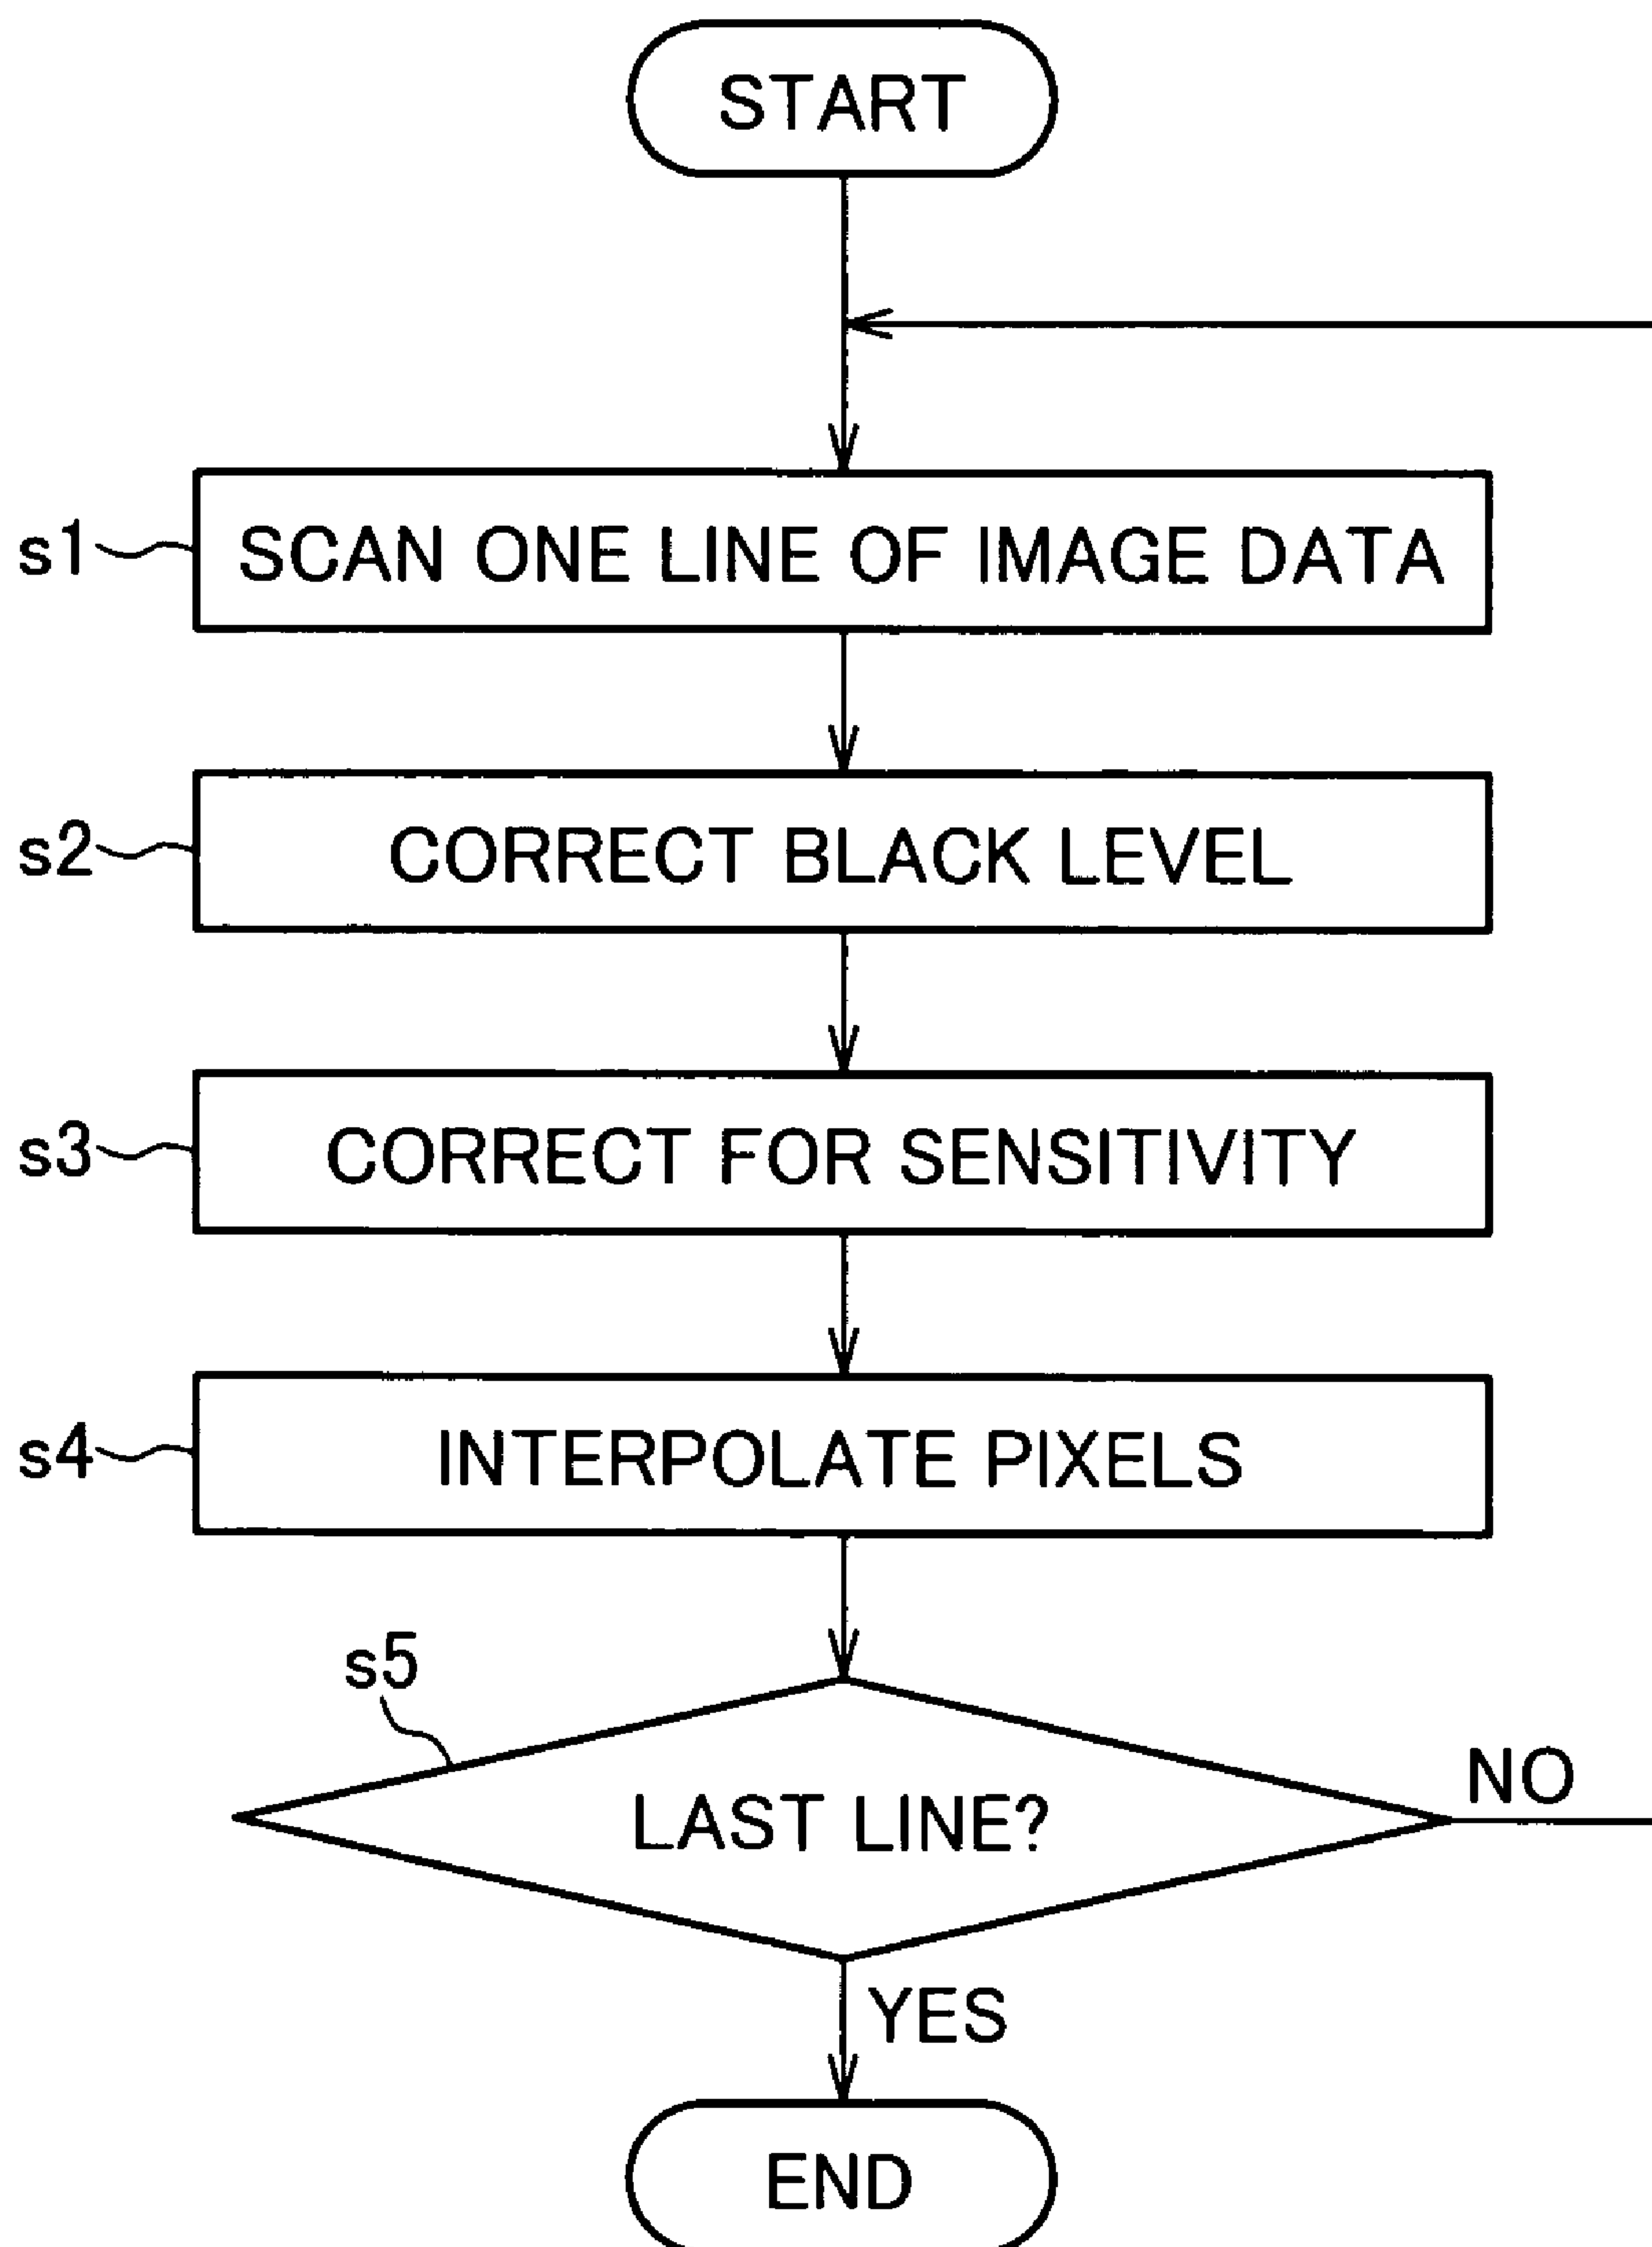 START
s1 SCAN ONE LINE OF IMAGE DATA
s2 CORRECT BLACK LEVEL
s3 CORRECT FOR SENSITIVITY
s4 INTERPOLATE PIXELS
s5
LAST LINE?
NO
YES
END